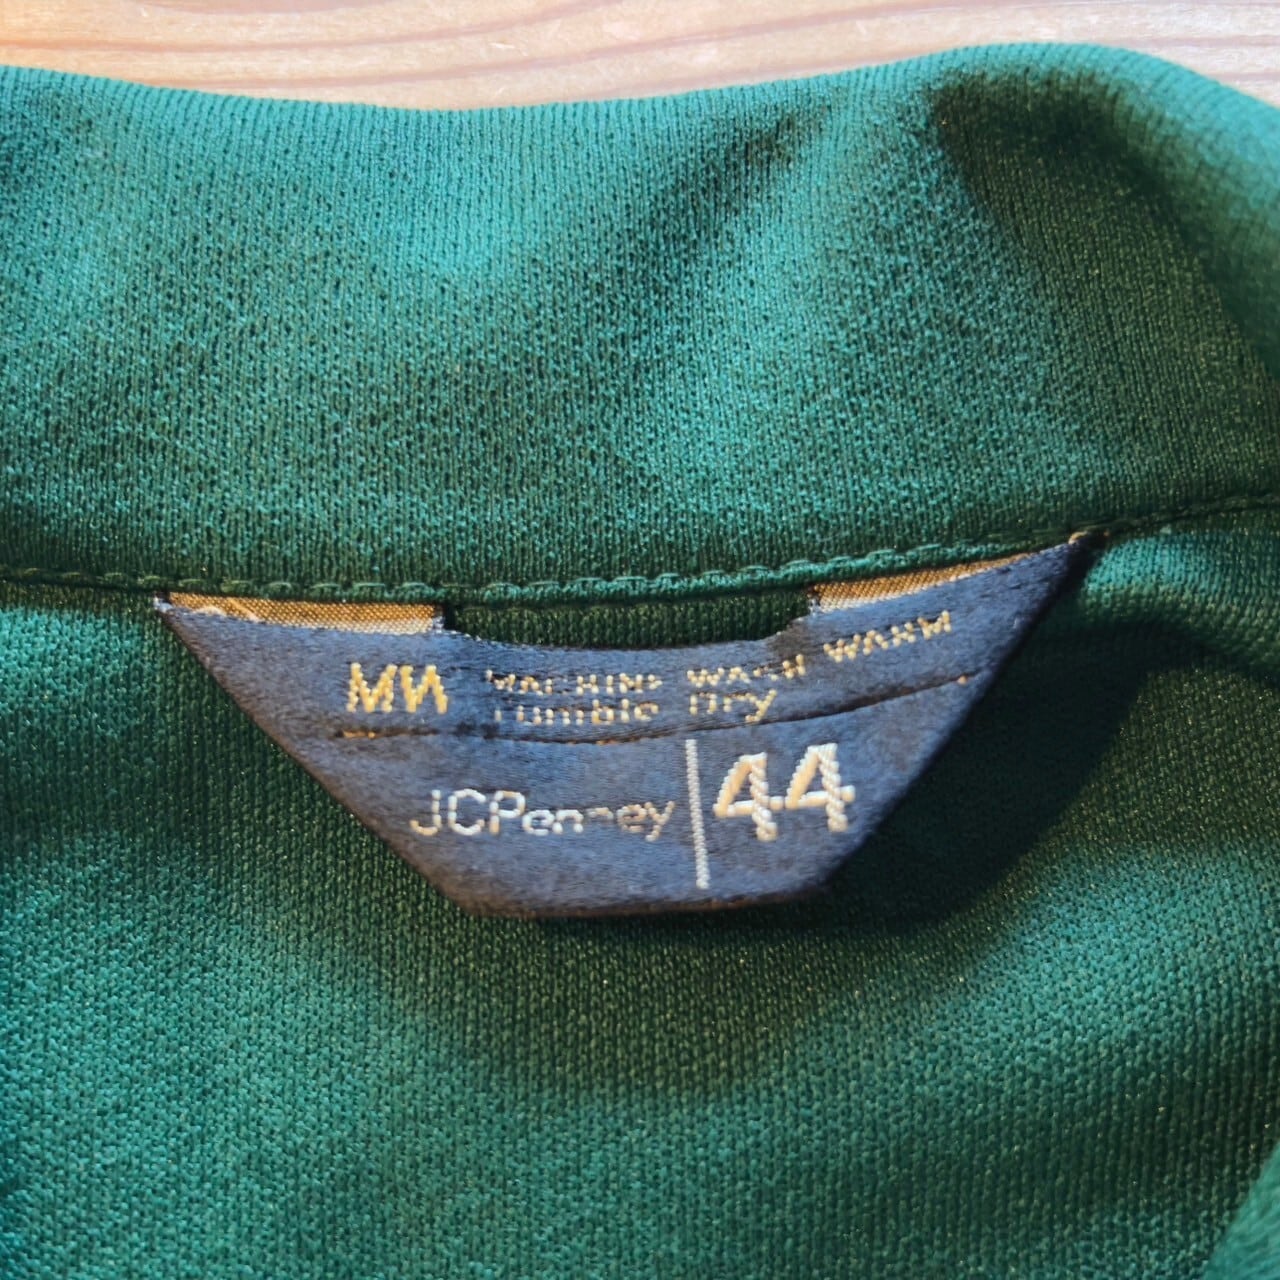 MW MACHINE WASH WARM
Tumble Dry
JCPenney 44